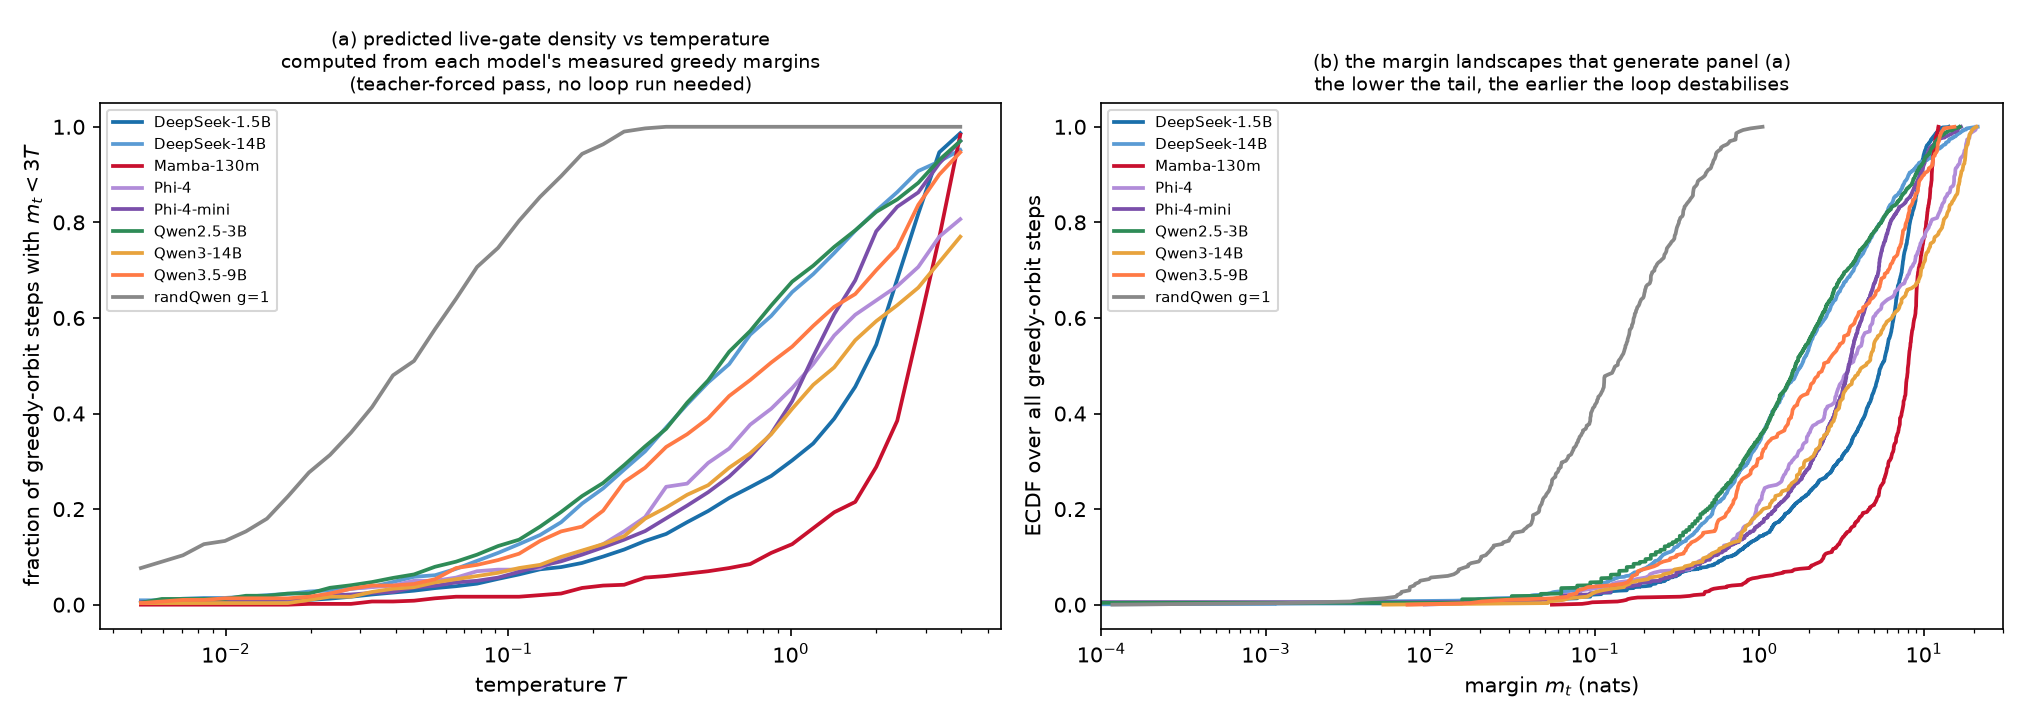 (a) predicted live-gate density vs temperature
computed from each model's measured greedy margins
(teacher-forced pass, no loop run needed)
fraction of greedy-orbit steps with m_t < 3T
1.0
0.8
0.6
0.4
0.2
0.0
DeepSeek-1.5B
DeepSeek-14B
Mamba-130m
Phi-4
Phi-4-mini
Qwen2.5-3B
Qwen3-14B
Qwen3.5-9B
randQwen g=1
10^-2
10^-1
10^0
temperature T
(b) the margin landscapes that generate panel (a)
the lower the tail, the earlier the loop destabilises
ECDF over all greedy-orbit steps
1.0
0.8
0.6
0.4
0.2
0.0
DeepSeek-1.5B
DeepSeek-14B
Mamba-130m
Phi-4
Phi-4-mini
Qwen2.5-3B
Qwen3-14B
Qwen3.5-9B
randQwen g=1
10^-4
10^-3
10^-2
10^-1
10^0
10^1
margin m_t (nats)